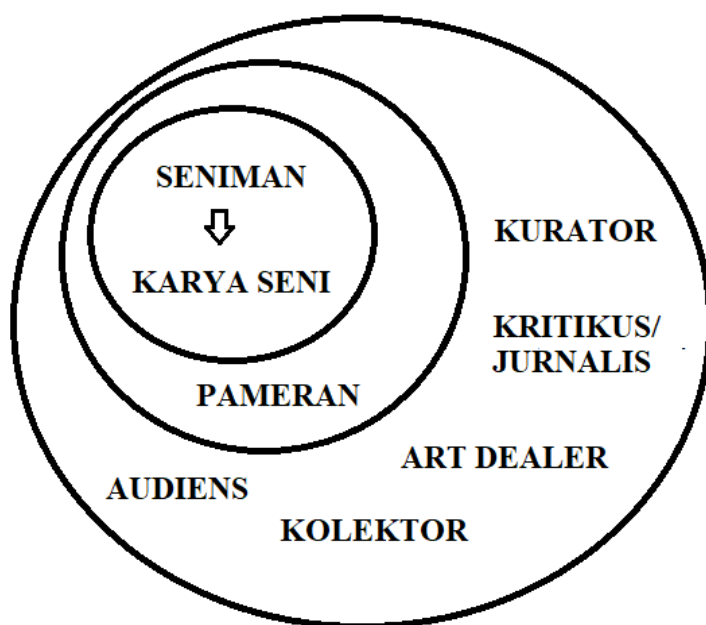 SENIMAN
KARYA SENI
PAMERAN
KURATOR
KRITIKUS/
JURNALIS
ART DEALER
AUDIENS
KOLEKTOR